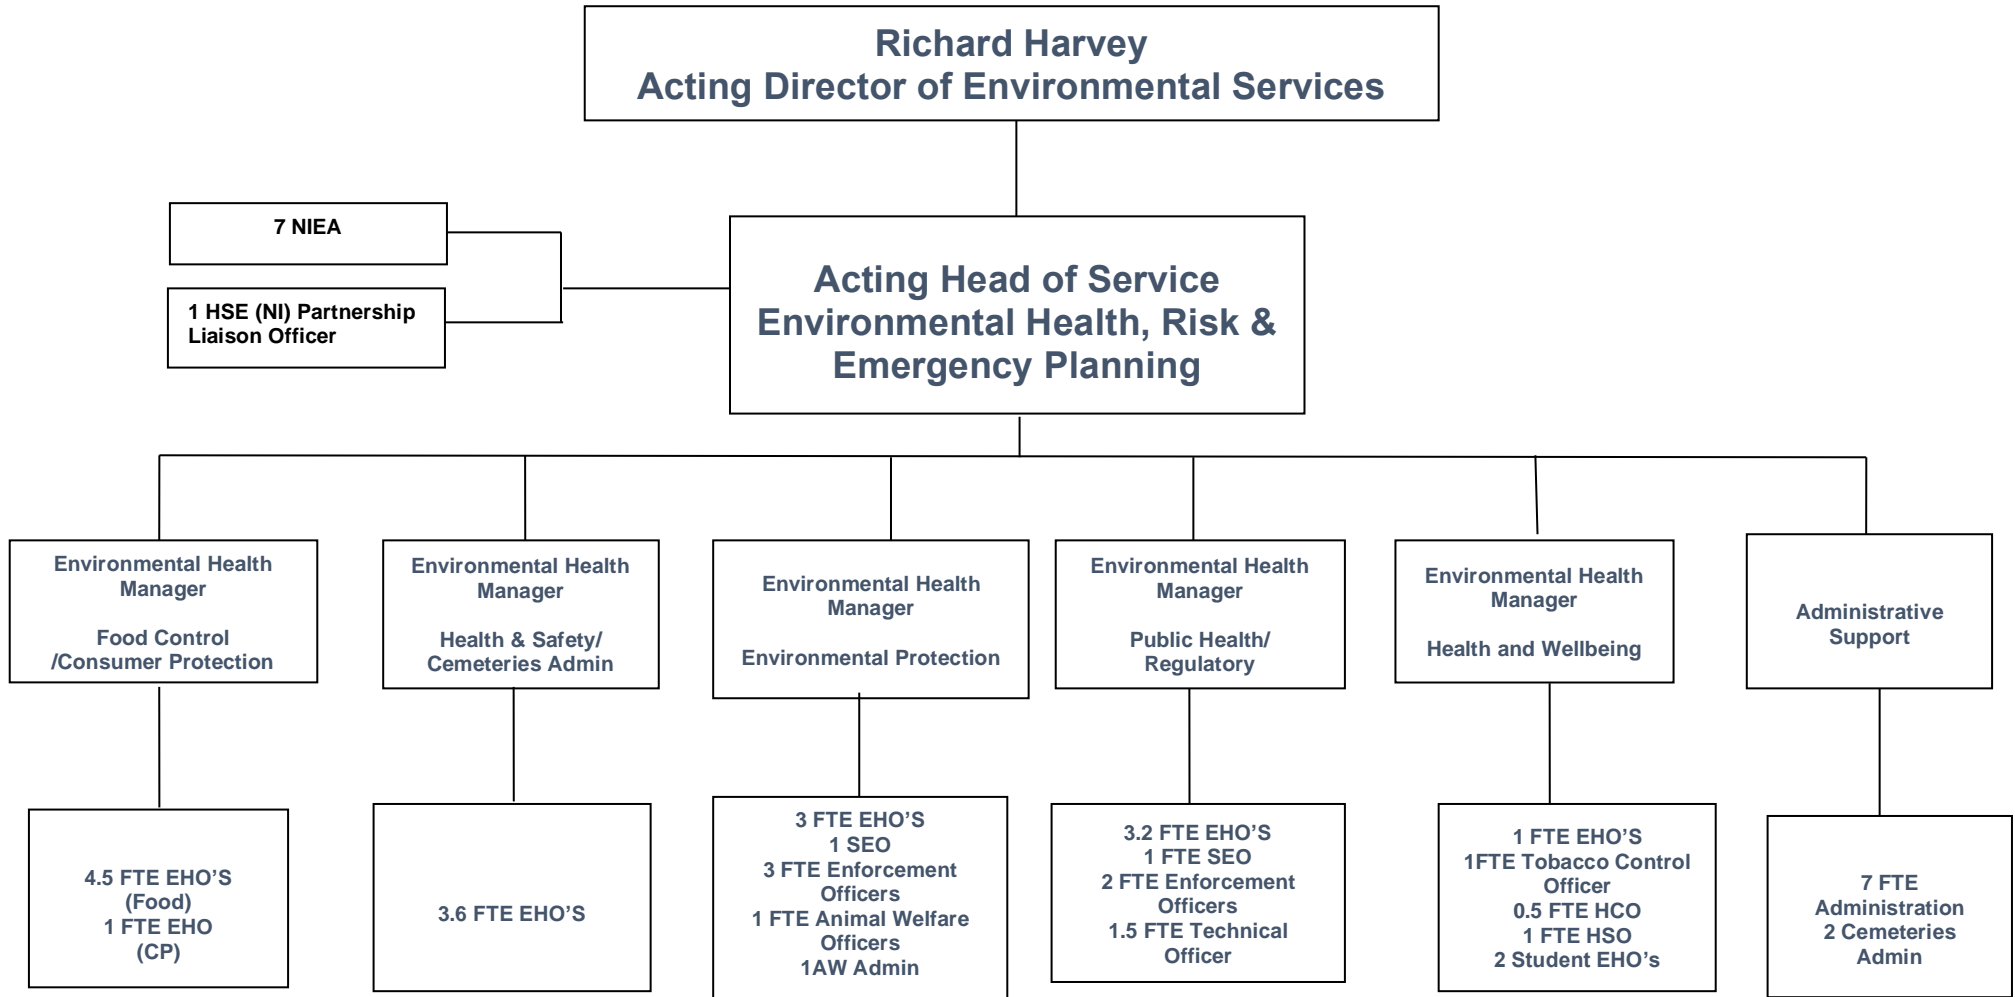 Richard Harvey
Acting Director of Environmental Services
7 NIEA
1 HSE (NI) Partnership
Liaison Officer
Acting Head of Service
Environmental Health, Risk &
Emergency Planning
Environmental Health
Manager
Food Control
/Consumer Protection
Environmental Health
Manager
Health & Safety/
Cemeteries Admin
Environmental Health
Manager
Environmental Protection
Environmental Health
Manager
Public Health/
Regulatory
Environmental Health
Manager
Health and Wellbeing
Administrative
Support
4.5 FTE EHO’S
(Food)
1 FTE EHO
(CP)
3.6 FTE EHO’S
3 FTE EHO’S
1 SEO
3 FTE Enforcement
Officers
1 FTE Animal Welfare
Officers
1AW Admin
3.2 FTE EHO’S
1 FTE SEO
2 FTE Enforcement
Officers
1.5 FTE Technical
Officer
1 FTE EHO’S
1FTE Tobacco Control
Officer
0.5 FTE HCO
1 FTE HSO
2 Student EHO’s
7 FTE
Administration
2 Cemeteries
Admin